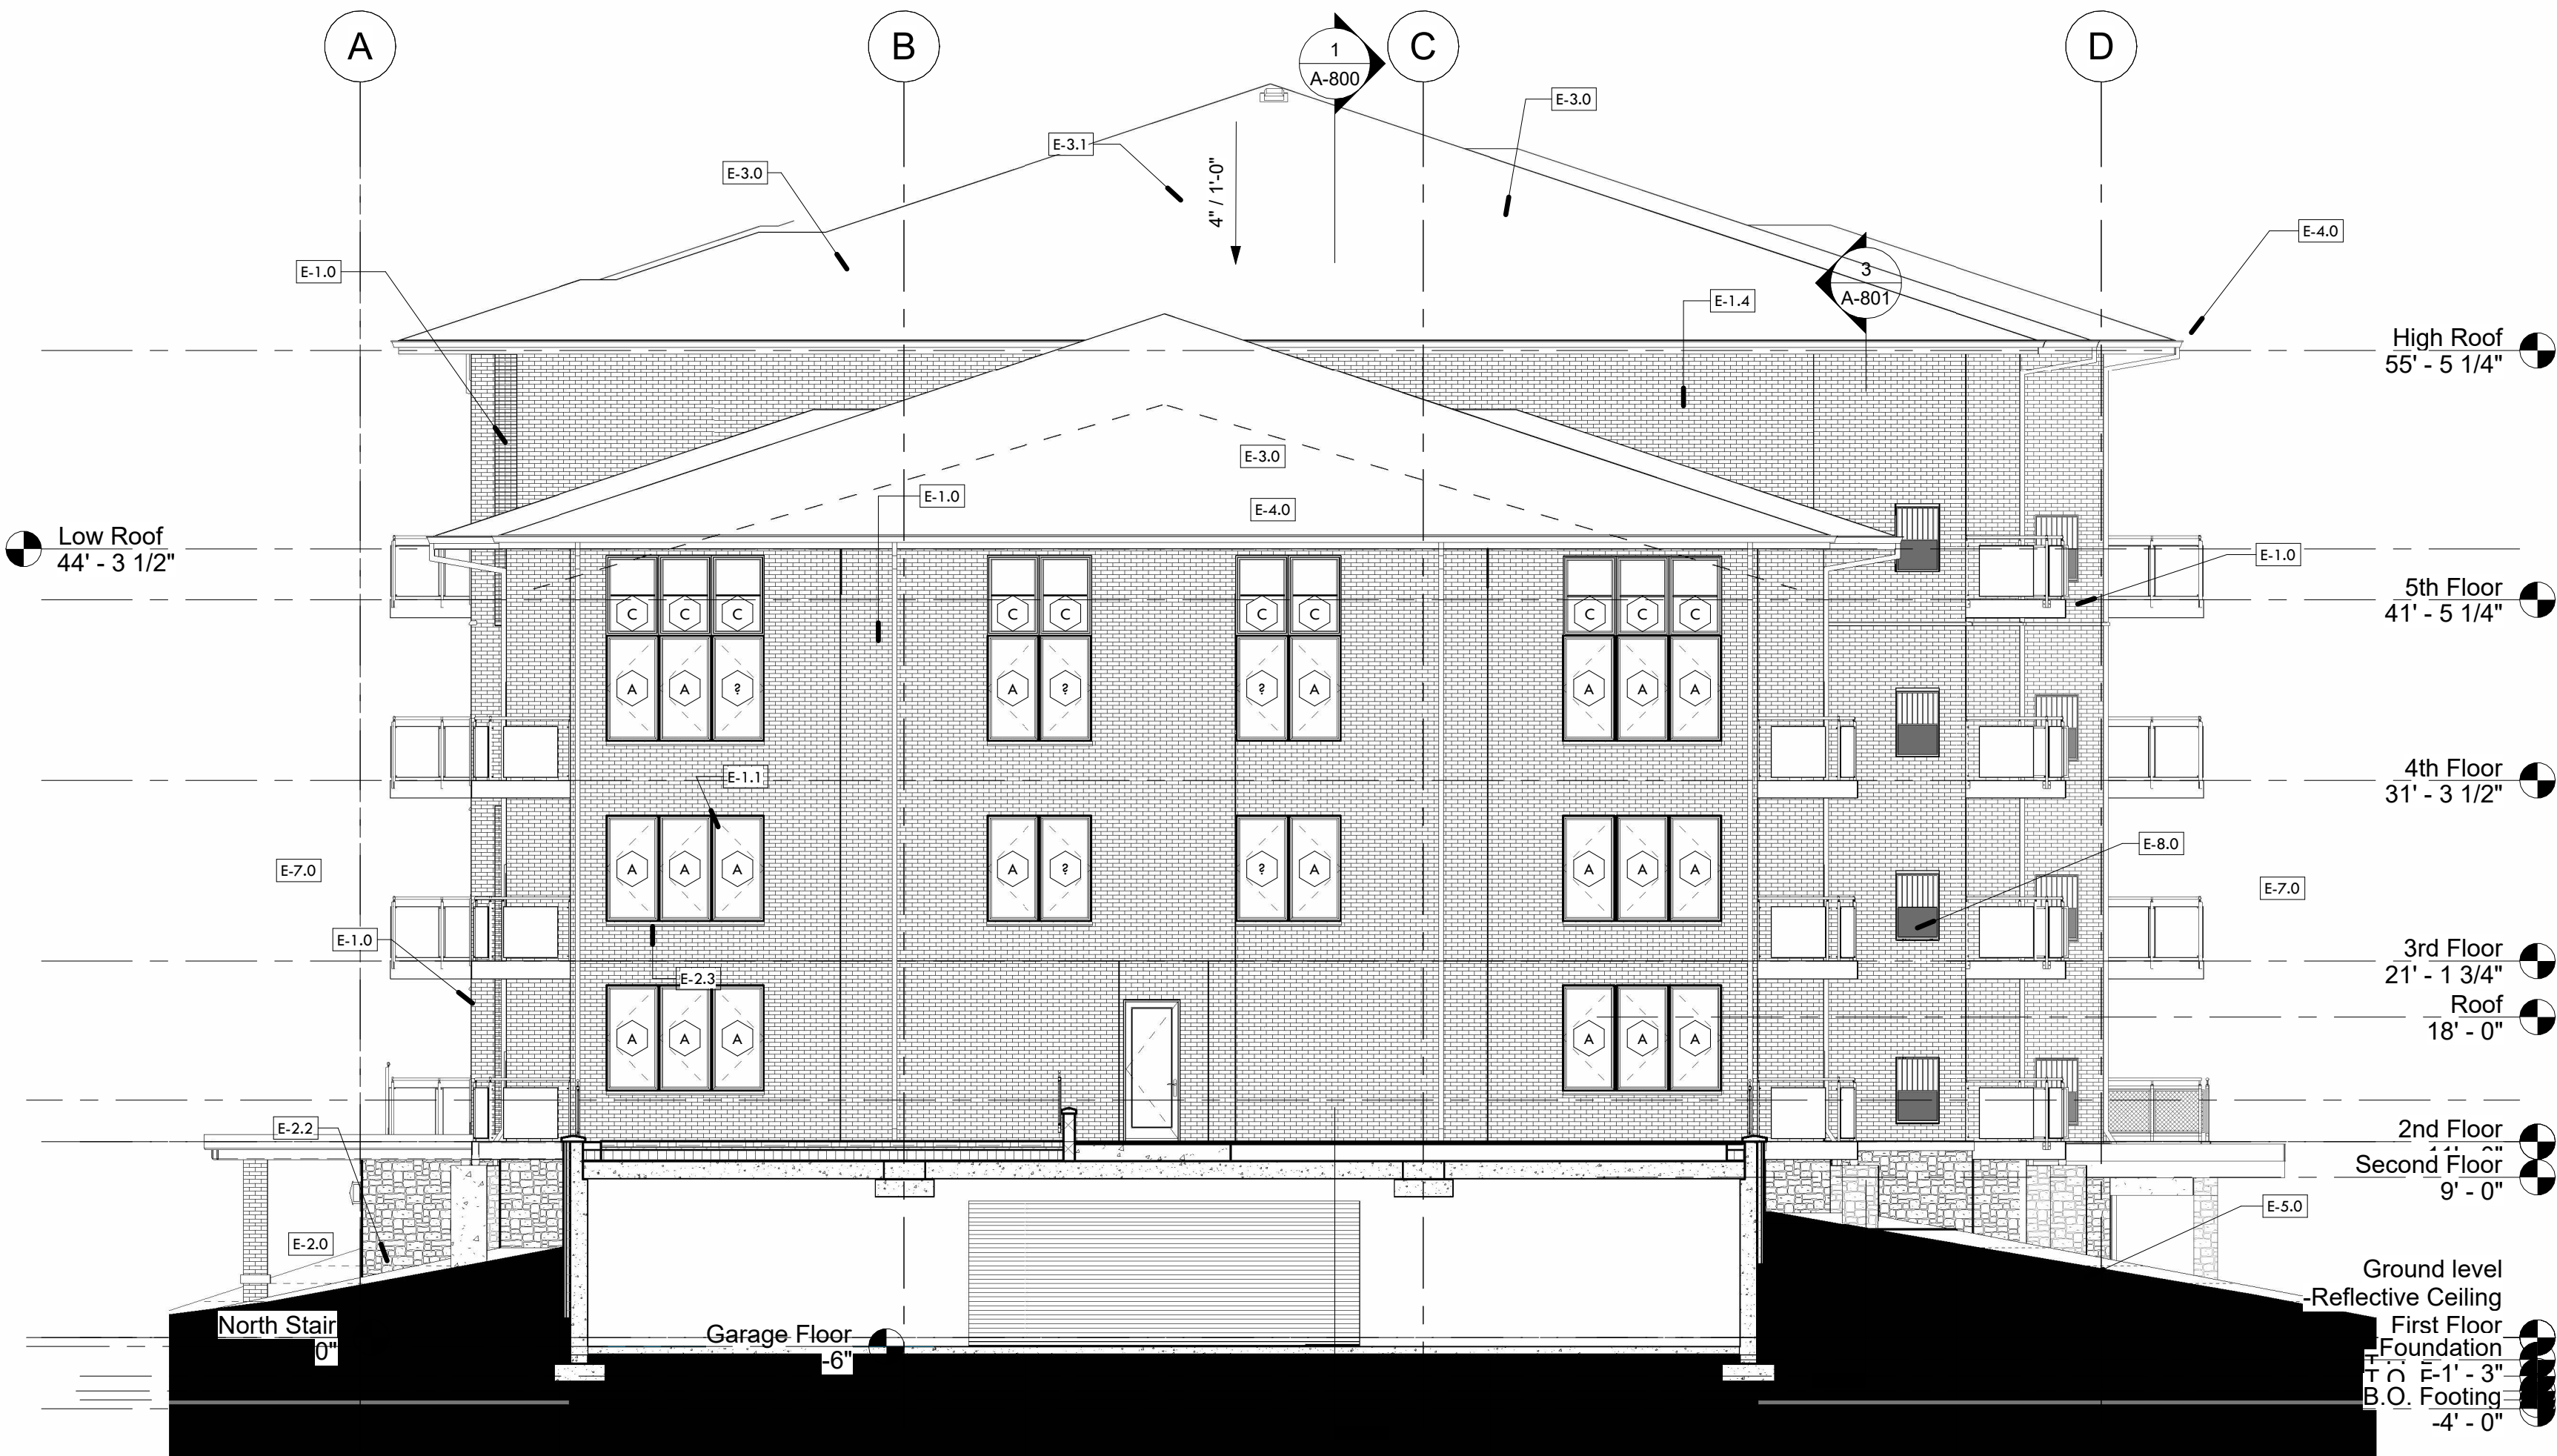 A
B
1
A-800
C
D
E-3.0
E-3.1
E-3.0
4" / 1'-0"
E-4.0
E-1.0
3
A-801
E-1.4
High Roof
55' - 5 1/4"
E-3.0
E-1.0
E-4.0
Low Roof
44' - 3 1/2"
E-1.0
5th Floor
41' - 5 1/4"
C C C C C C C C C C
A A ? A ? ? A A A A
4th Floor
31' - 3 1/2"
E-1.1
E-8.0
E-7.0
A A A A ? ? A A A A
E-7.0
E-1.0
3rd Floor
21' - 1 3/4"
E-2.3
Roof
18' - 0"
A A A A A A
E-2.2
2nd Floor
Second Floor
9' - 0"
E-5.0
E-2.0
Ground level
-Reflective Ceiling
North Stair
0"
Garage Floor
-6"
First Floor
Foundation
-1' - 3"
B.O. Footing
-4' - 0"